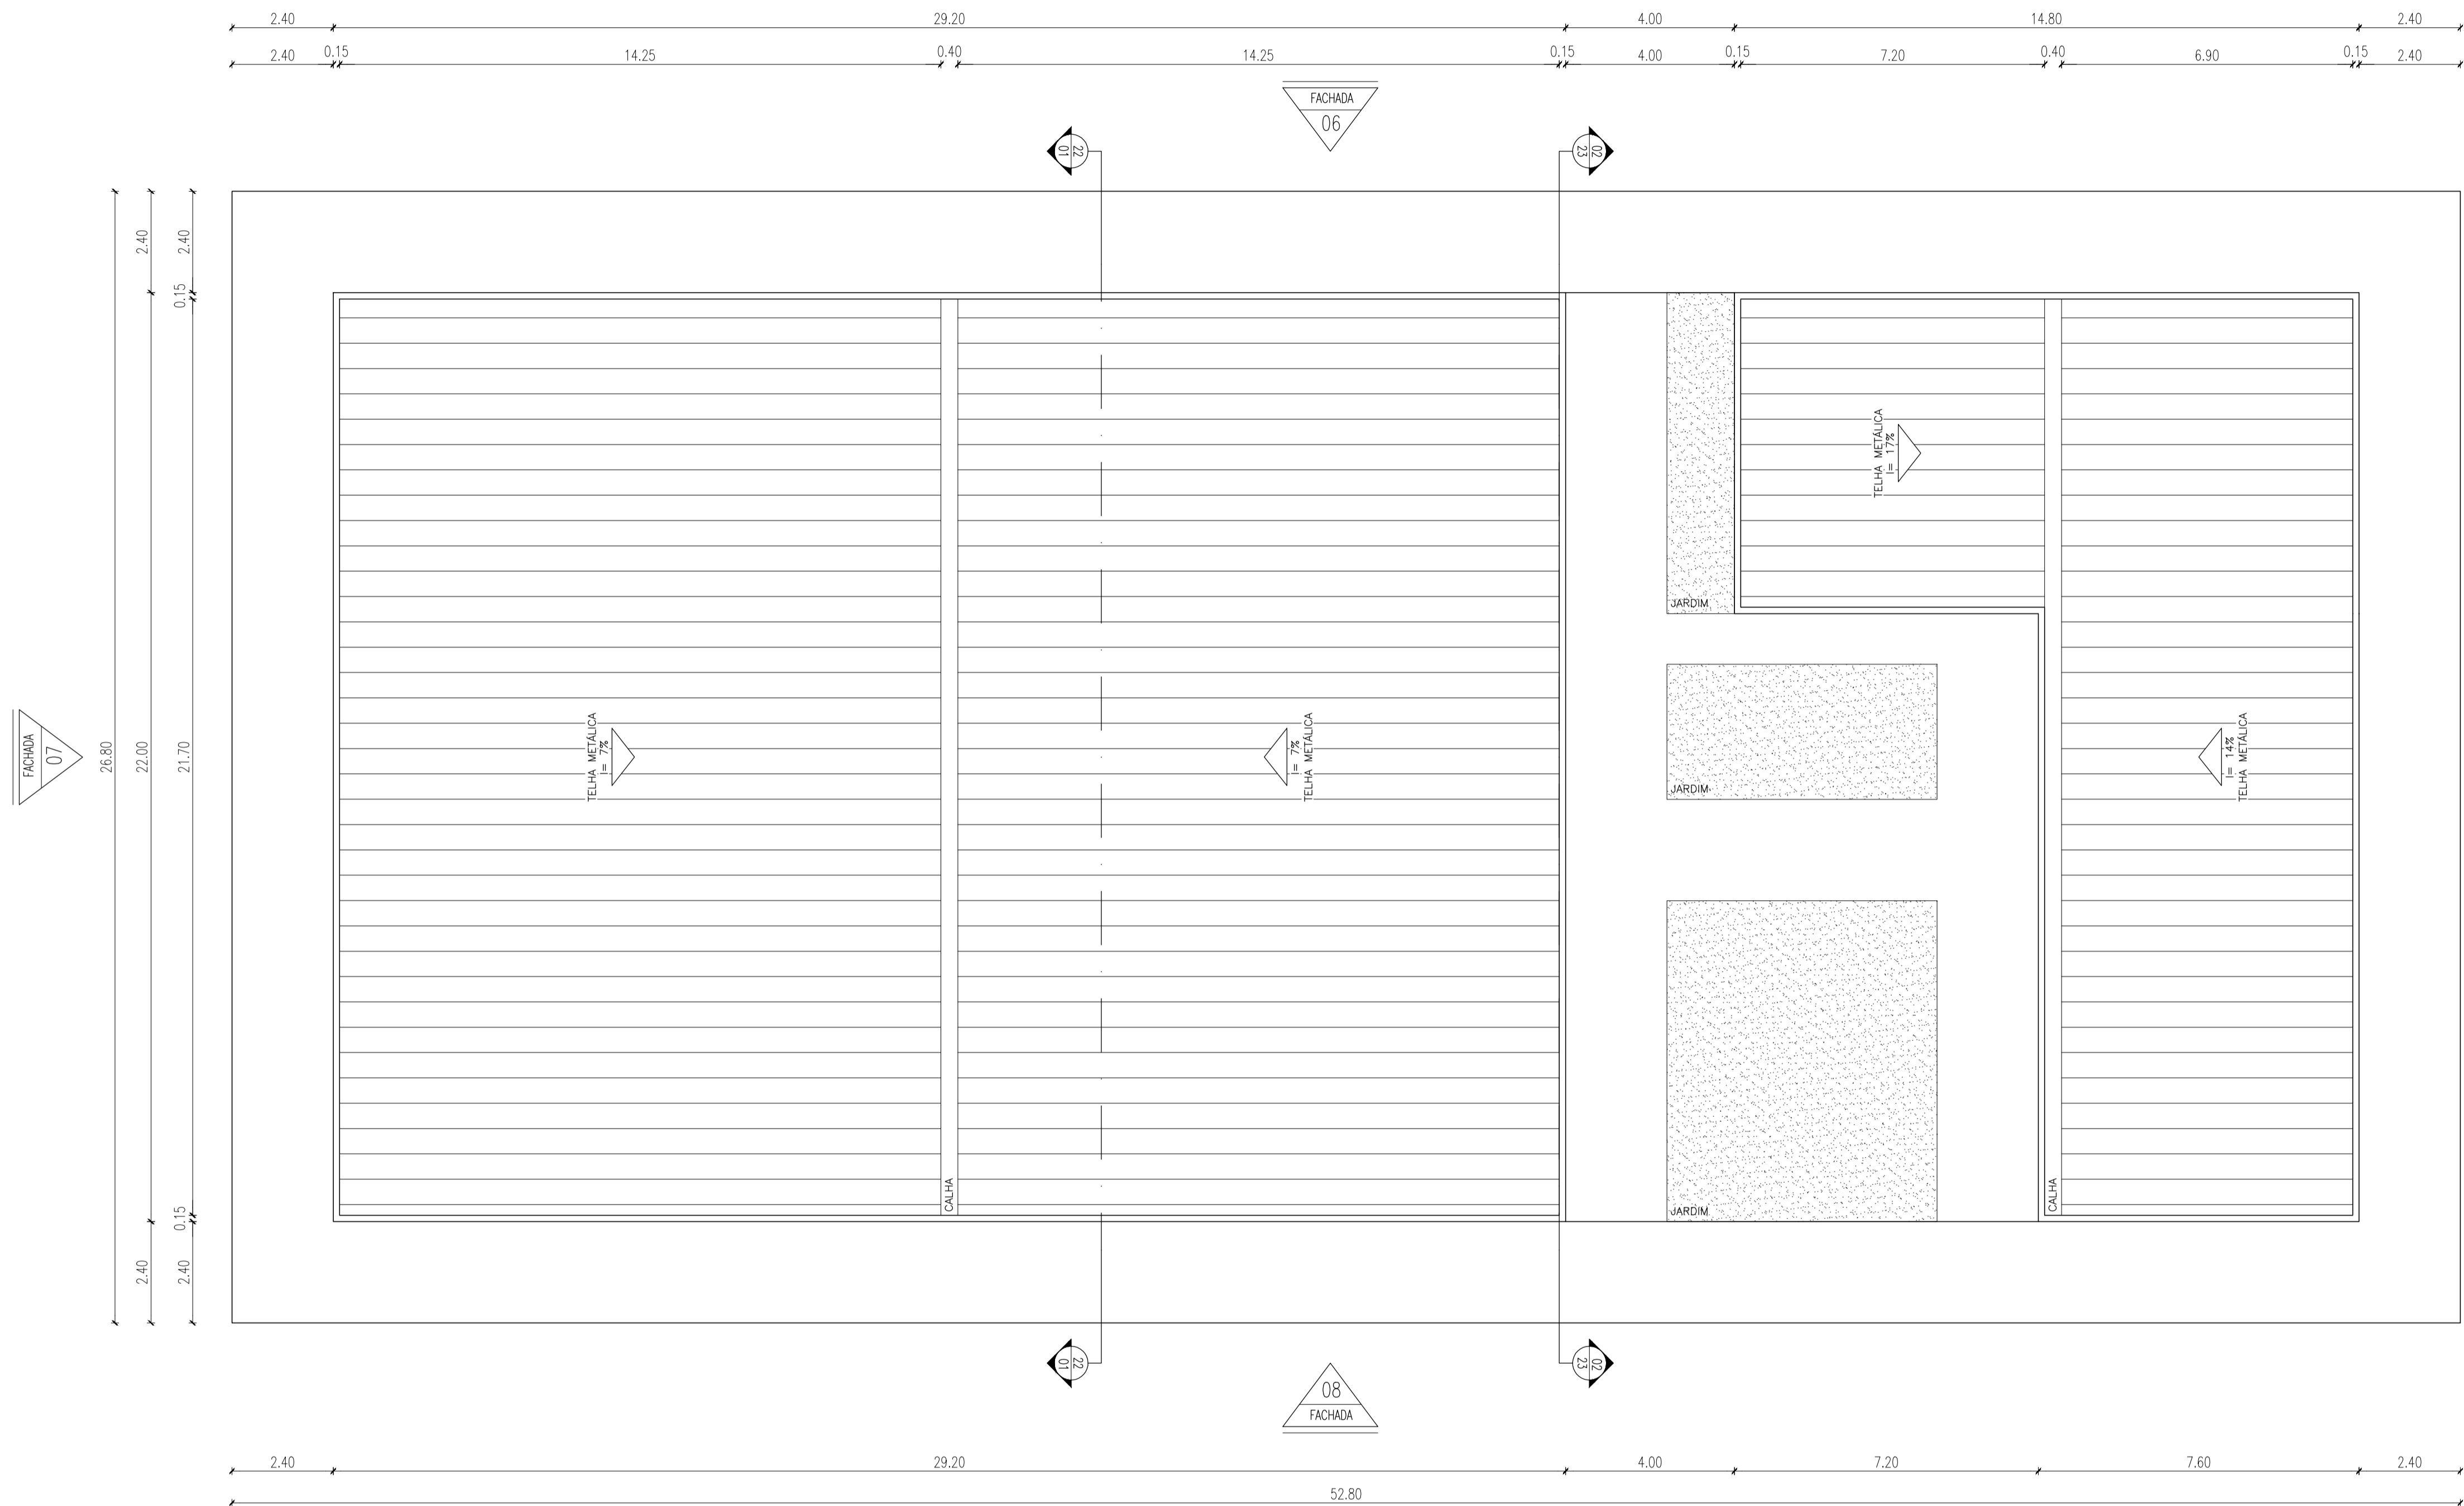 2.40
29.20
4.00
14.80
2.40
2.40
0.15
14.25
0.40
14.25
0.15
4.00
0.15
7.20
0.40
6.90
0.15
2.40
FACHADA
06
22
01
02
23
2.40
2.40
0.15
26.80
22.00
21.70
0.15
2.40
2.40
FACHADA
07
TELHA METÁLICA
I= 7%
I= 7%
TELHA METÁLICA
TELHA METÁLICA
I= 17%
I= 14%
TELHA METÁLICA
JARDIM
JARDIM
JARDIM
CALHA
CALHA
22
01
02
23
08
FACHADA
2.40
29.20
4.00
7.20
7.60
2.40
52.80